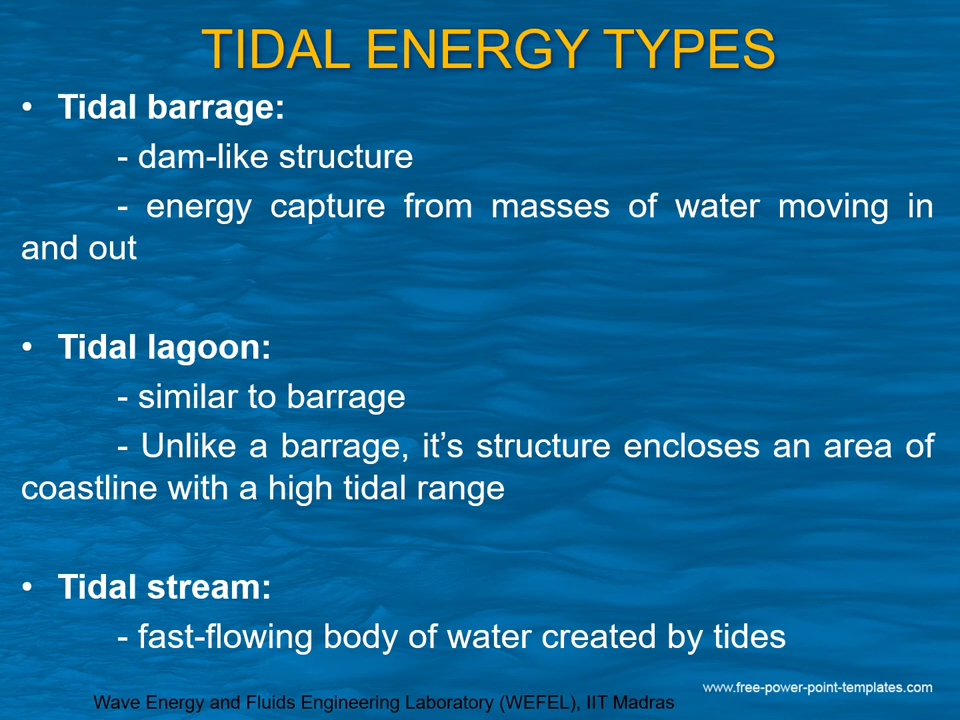 TIDAL ENERGY TYPES
• Tidal barrage:
- dam-like structure
- energy capture from masses of water moving in
and out
• Tidal lagoon:
- similar to barrage
- Unlike a barrage, it’s structure encloses an area of
coastline with a high tidal range
• Tidal stream:
- fast-flowing body of water created by tides
www.free-power-point-templates.com
Wave Energy and Fluids Engineering Laboratory (WEFEL), IIT Madras